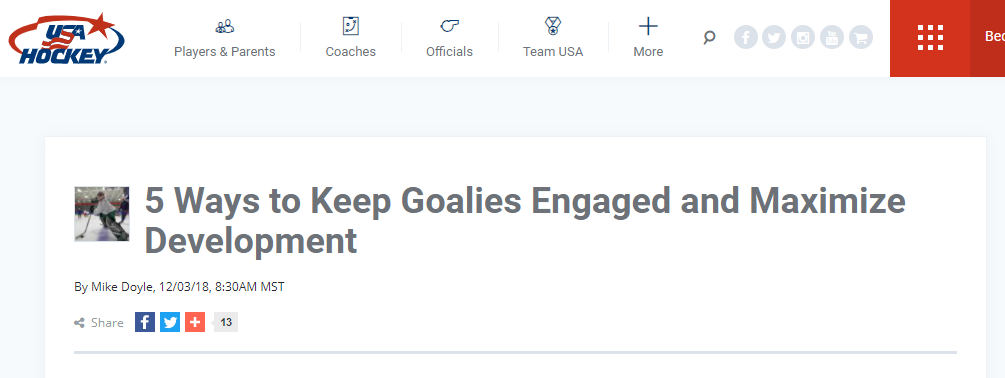 USA
HOCKEY
Players & Parents
Coaches
Officials
Team USA
More
5 Ways to Keep Goalies Engaged and Maximize
Development
By Mike Doyle, 12/03/18, 8:30AM MST
Share
13